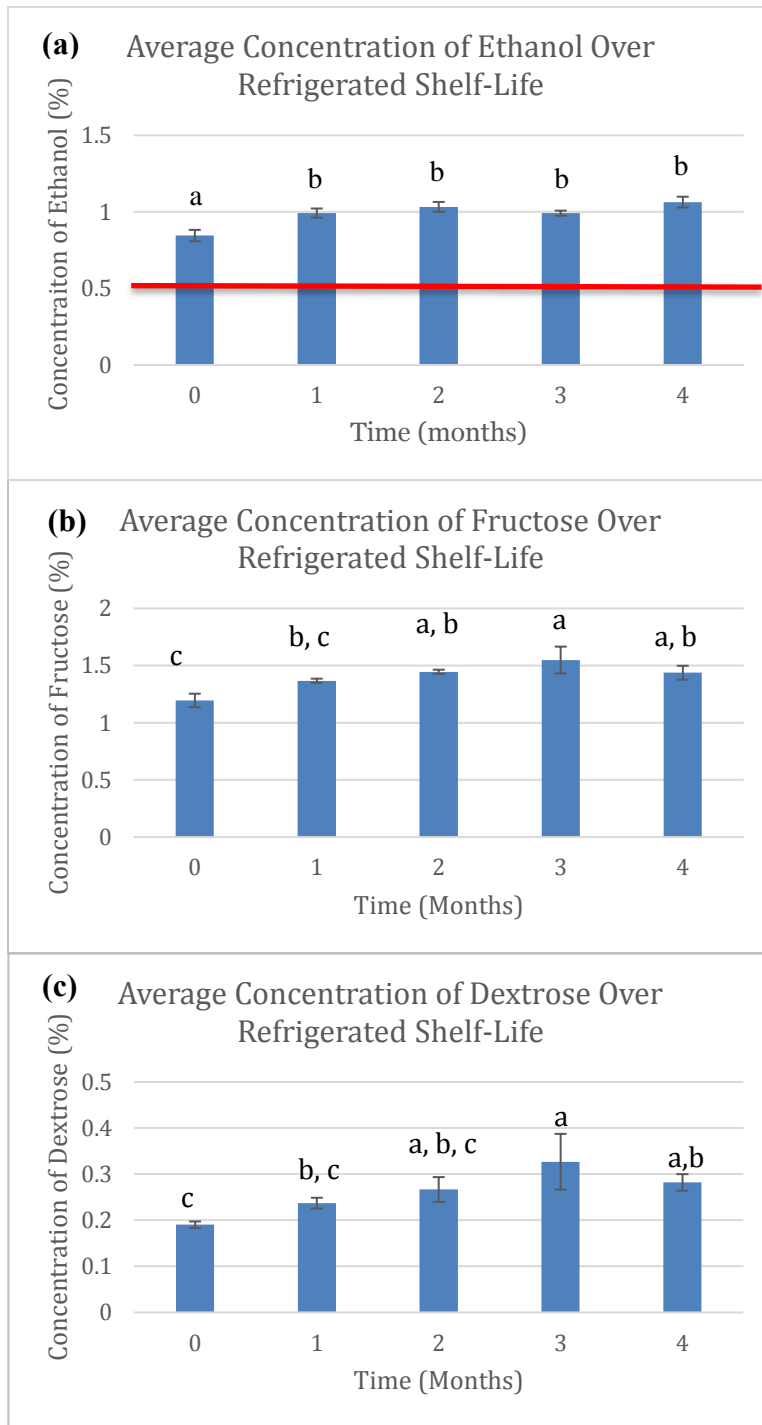 (a) Average Concentration of Ethanol Over
Refrigerated Shelf-Life
Concentraiton of Ethanol (%)
1.5
1
0.5
0
a
b
b
b
b
0 1 2 3 4
Time (months)
(b) Average Concentration of Fructose Over
Refrigerated Shelf-Life
Concentration of Fructose (%)
2
1.5
1
0.5
0
c
b, c
a, b
a
a, b
0 1 2 3 4
Time (Months)
(c) Average Concentration of Dextrose Over
Refrigerated Shelf-Life
Concentration of Dextrose (%)
0.5
0.4
0.3
0.2
0.1
0
c
b, c
a, b, c
a
a,b
0 1 2 3 4
Time (Months)